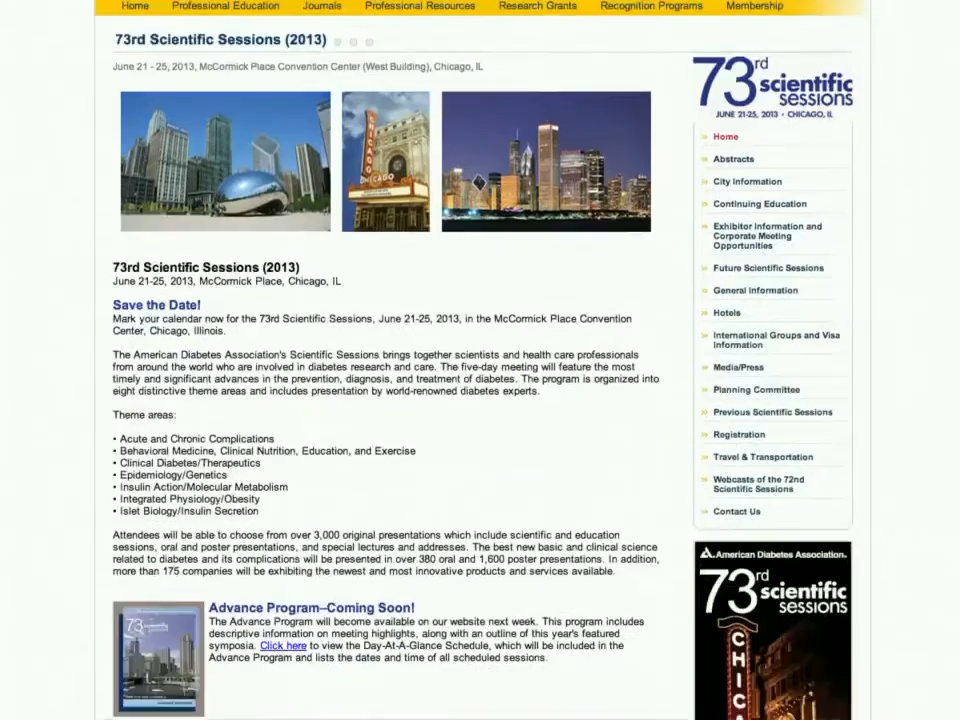 Home Professional Education Journals Professional Resources Research Grants Recognition Programs Membership
73rd Scientific Sessions (2013)
June 21 - 25, 2013, McCormick Place Convention Center (West Building), Chicago, IL
CHICAGO
CHICAGO
73rd Scientific Sessions (2013)
June 21-25, 2013, McCormick Place, Chicago, IL
Save the Date!
Mark your calendar now for the 73rd Scientific Sessions, June 21-25, 2013, in the McCormick Place Convention
Center, Chicago, Illinois.
The American Diabetes Association's Scientific Sessions brings together scientists and health care professionals
from around the world who are involved in diabetes research and care. The five-day meeting will feature the most
timely and significant advances in the prevention, diagnosis, and treatment of diabetes. The program is organized into
eight distinctive theme areas and includes presentation by world-renowned diabetes experts.
Theme areas:
• Acute and Chronic Complications
• Behavioral Medicine, Clinical Nutrition, Education, and Exercise
• Clinical Diabetes/Therapeutics
• Epidemiology/Genetics
• Insulin Action/Molecular Metabolism
• Integrated Physiology/Obesity
• Islet Biology/Insulin Secretion
Attendees will be able to choose from over 3,000 original presentations which include scientific and education
sessions, oral and poster presentations, and special lectures and addresses. The best new basic and clinical science
related to diabetes and its complications will be presented in over 380 oral and 1,600 poster presentations. In addition,
more than 175 companies will be exhibiting the newest and most innovative products and services available.
73rd
Advance Program–Coming Soon!
The Advance Program will become available on our website next week. This program includes
descriptive information on meeting highlights, along with an outline of this year's featured
symposia. Click here to view the Day-At-A-Glance Schedule, which will be included in the
Advance Program and lists the dates and time of all scheduled sessions.
73rd scientific
sessions
JUNE 21-25, 2013 • CHICAGO, IL
Home
Abstracts
City Information
Continuing Education
Exhibitor Information and
Corporate Meeting
Opportunities
Future Scientific Sessions
General Information
Hotels
International Groups and Visa
Information
Media/Press
Planning Committee
Previous Scientific Sessions
Registration
Travel & Transportation
Webcasts of the 72nd
Scientific Sessions
Contact Us
American Diabetes Association.
73rd scientific
sessions
CHICA